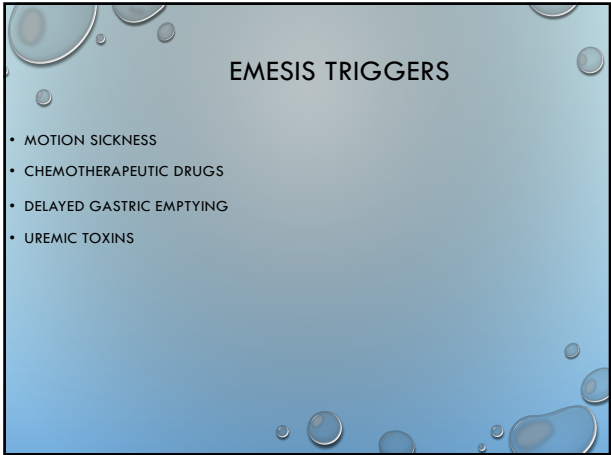 EMESIS TRIGGERS
• MOTION SICKNESS
• CHEMOTHERAPEUTIC DRUGS
• DELAYED GASTRIC EMPTYING
• UREMIC TOXINS